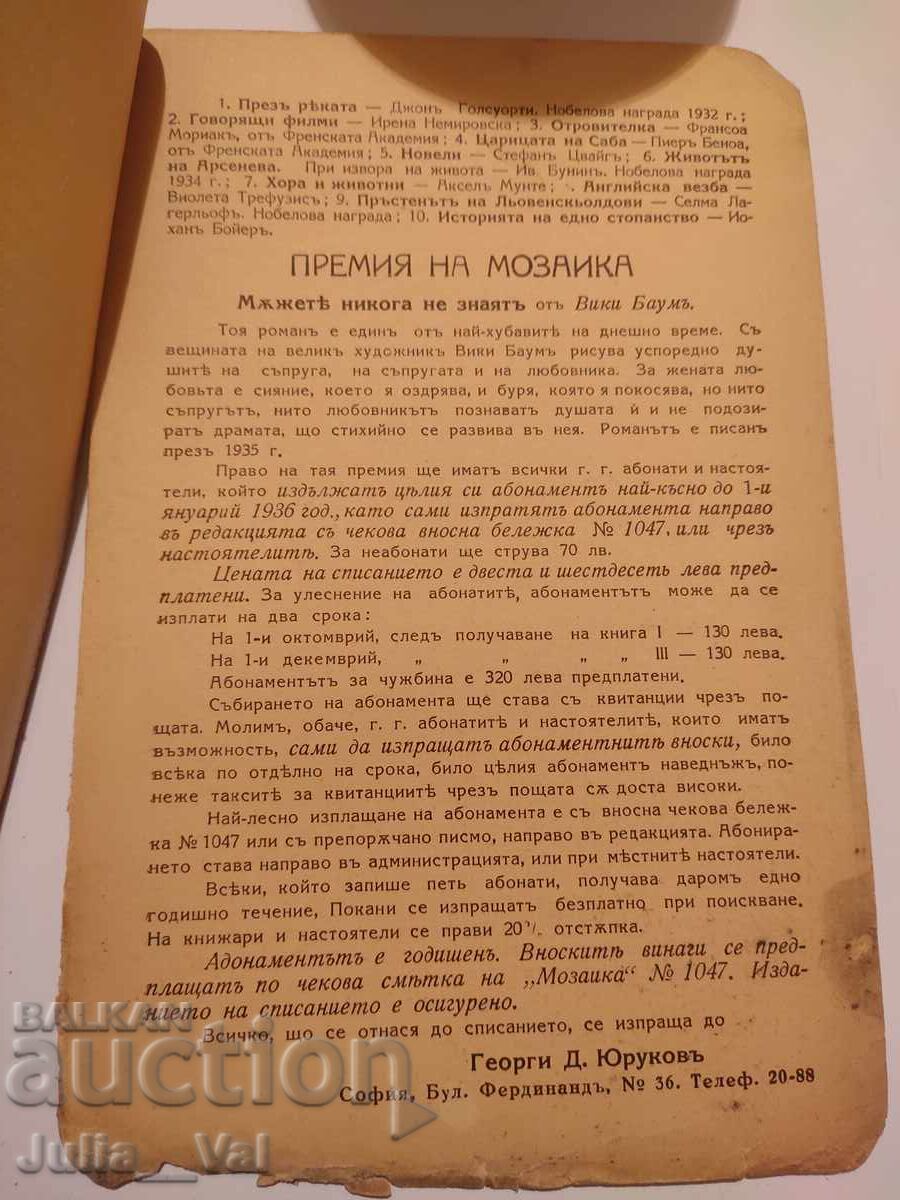 1. Презъ рѣката — Джонъ Голсуорти. Нобелова награда 1932 г.;
2. Говорящи филми — Ирена Немировска; 3. Отровителка — Франсоа
Мориакъ, отъ Френската Академия; 4. Царицата на Саба — Пиеръ Беноа,
отъ Френската Академия; 5. Новели — Стефанъ Цвайгъ; 6. Животътъ
на Арсенева. При извора на живота — Ив. Бунинъ. Нобелова награда
1934 г.; 7. Хора и животни — Акселъ Мунте; Английска везба —
Виолета Трефузисъ; 9. Пръстенътъ на Льовенскьолдови — Селма Ла-
герльофъ. Нобелова награда; 10. Историята на едно стопанство — Ио-
ханъ Бойеръ.
ПРЕМИЯ НА МОЗАИКА
Мѫжетѣ никога не знаятъ отъ Вики Баумъ.
Тоя романъ е единъ отъ най-хубавитѣ на днешно време. Съ
вещината на великъ художникъ Вики Баумъ рисува успоредно ду-
шитѣ на съпруга, на съпругата и на любовника. За жената лю-
бовьта е сияние, което я оздрява, и буря, която я покосява, но нито
съпругътъ, нито любовникътъ познаватъ душата ѝ и не подози-
ратъ драмата, що стихийно се развива въ нея. Романътъ е писанъ
презъ 1935 г.
Право на тая премия ще иматъ всички г. г. абонати и настоя-
тели, който издължатъ цѣлия си абонаментъ най-късно до 1-и
януарий 1936 год., като сами изпратятъ абонамента направо
въ редакцията съ чекова вносна бележка № 1047, или чрезъ
настоятелитѣ. За неабонати ще струва 70 лв.
Цената на списанието е двеста и шестдесеть лева пред-
платени. За улеснение на абонатитѣ, абонаментътъ може да се
изплати на два срока:
На 1-и октомврий, следъ получаване на книга I — 130 лева.
На 1-и декемврий, „ „ „ „ III — 130 лева.
Абонаментътъ за чужбина е 320 лева предплатени.
Събирането на абонамента ще става съ квитанции чрезъ по-
щата. Молимъ, обаче, г. г. абонатитѣ и настоятелитѣ, които иматъ
възможность, сами да изпращатъ абонаментнитѣ вноски, било
всѣка по отдѣлно на срока, било цѣлия абонаментъ наведнъжъ, по-
неже таксите за квитанциитѣ чрезъ пощата сѫ доста високи.
Най-лесно изплащане на абонамента е съ вносна чекова бележ-
ка № 1047 или съ препорѫчано писмо, направо въ редакцията. Абонира-
нето става направо въ администрацията, или при мѣстнитѣ настоятели.
Всѣки, който запише петь абонати, получава даромъ едно
годишно течение, Покани се изпращатъ безплатно при поискване.
На книжари и настоятели се прави 20% отстѫпка.
Адонаментътъ е годишенъ. Вноскитѣ винаги се пред-
плащатъ по чекова смѣтка на „Мозаика“ № 1047. Изда-
нието на списанието е осигурено.
Всичко, що се отнася до списанието, се изпраща до
Георги Д. Юруковъ
София, Бул. Фердинандъ, № 36. Телеф. 20-88
BALKAN
auction
Julia__Val